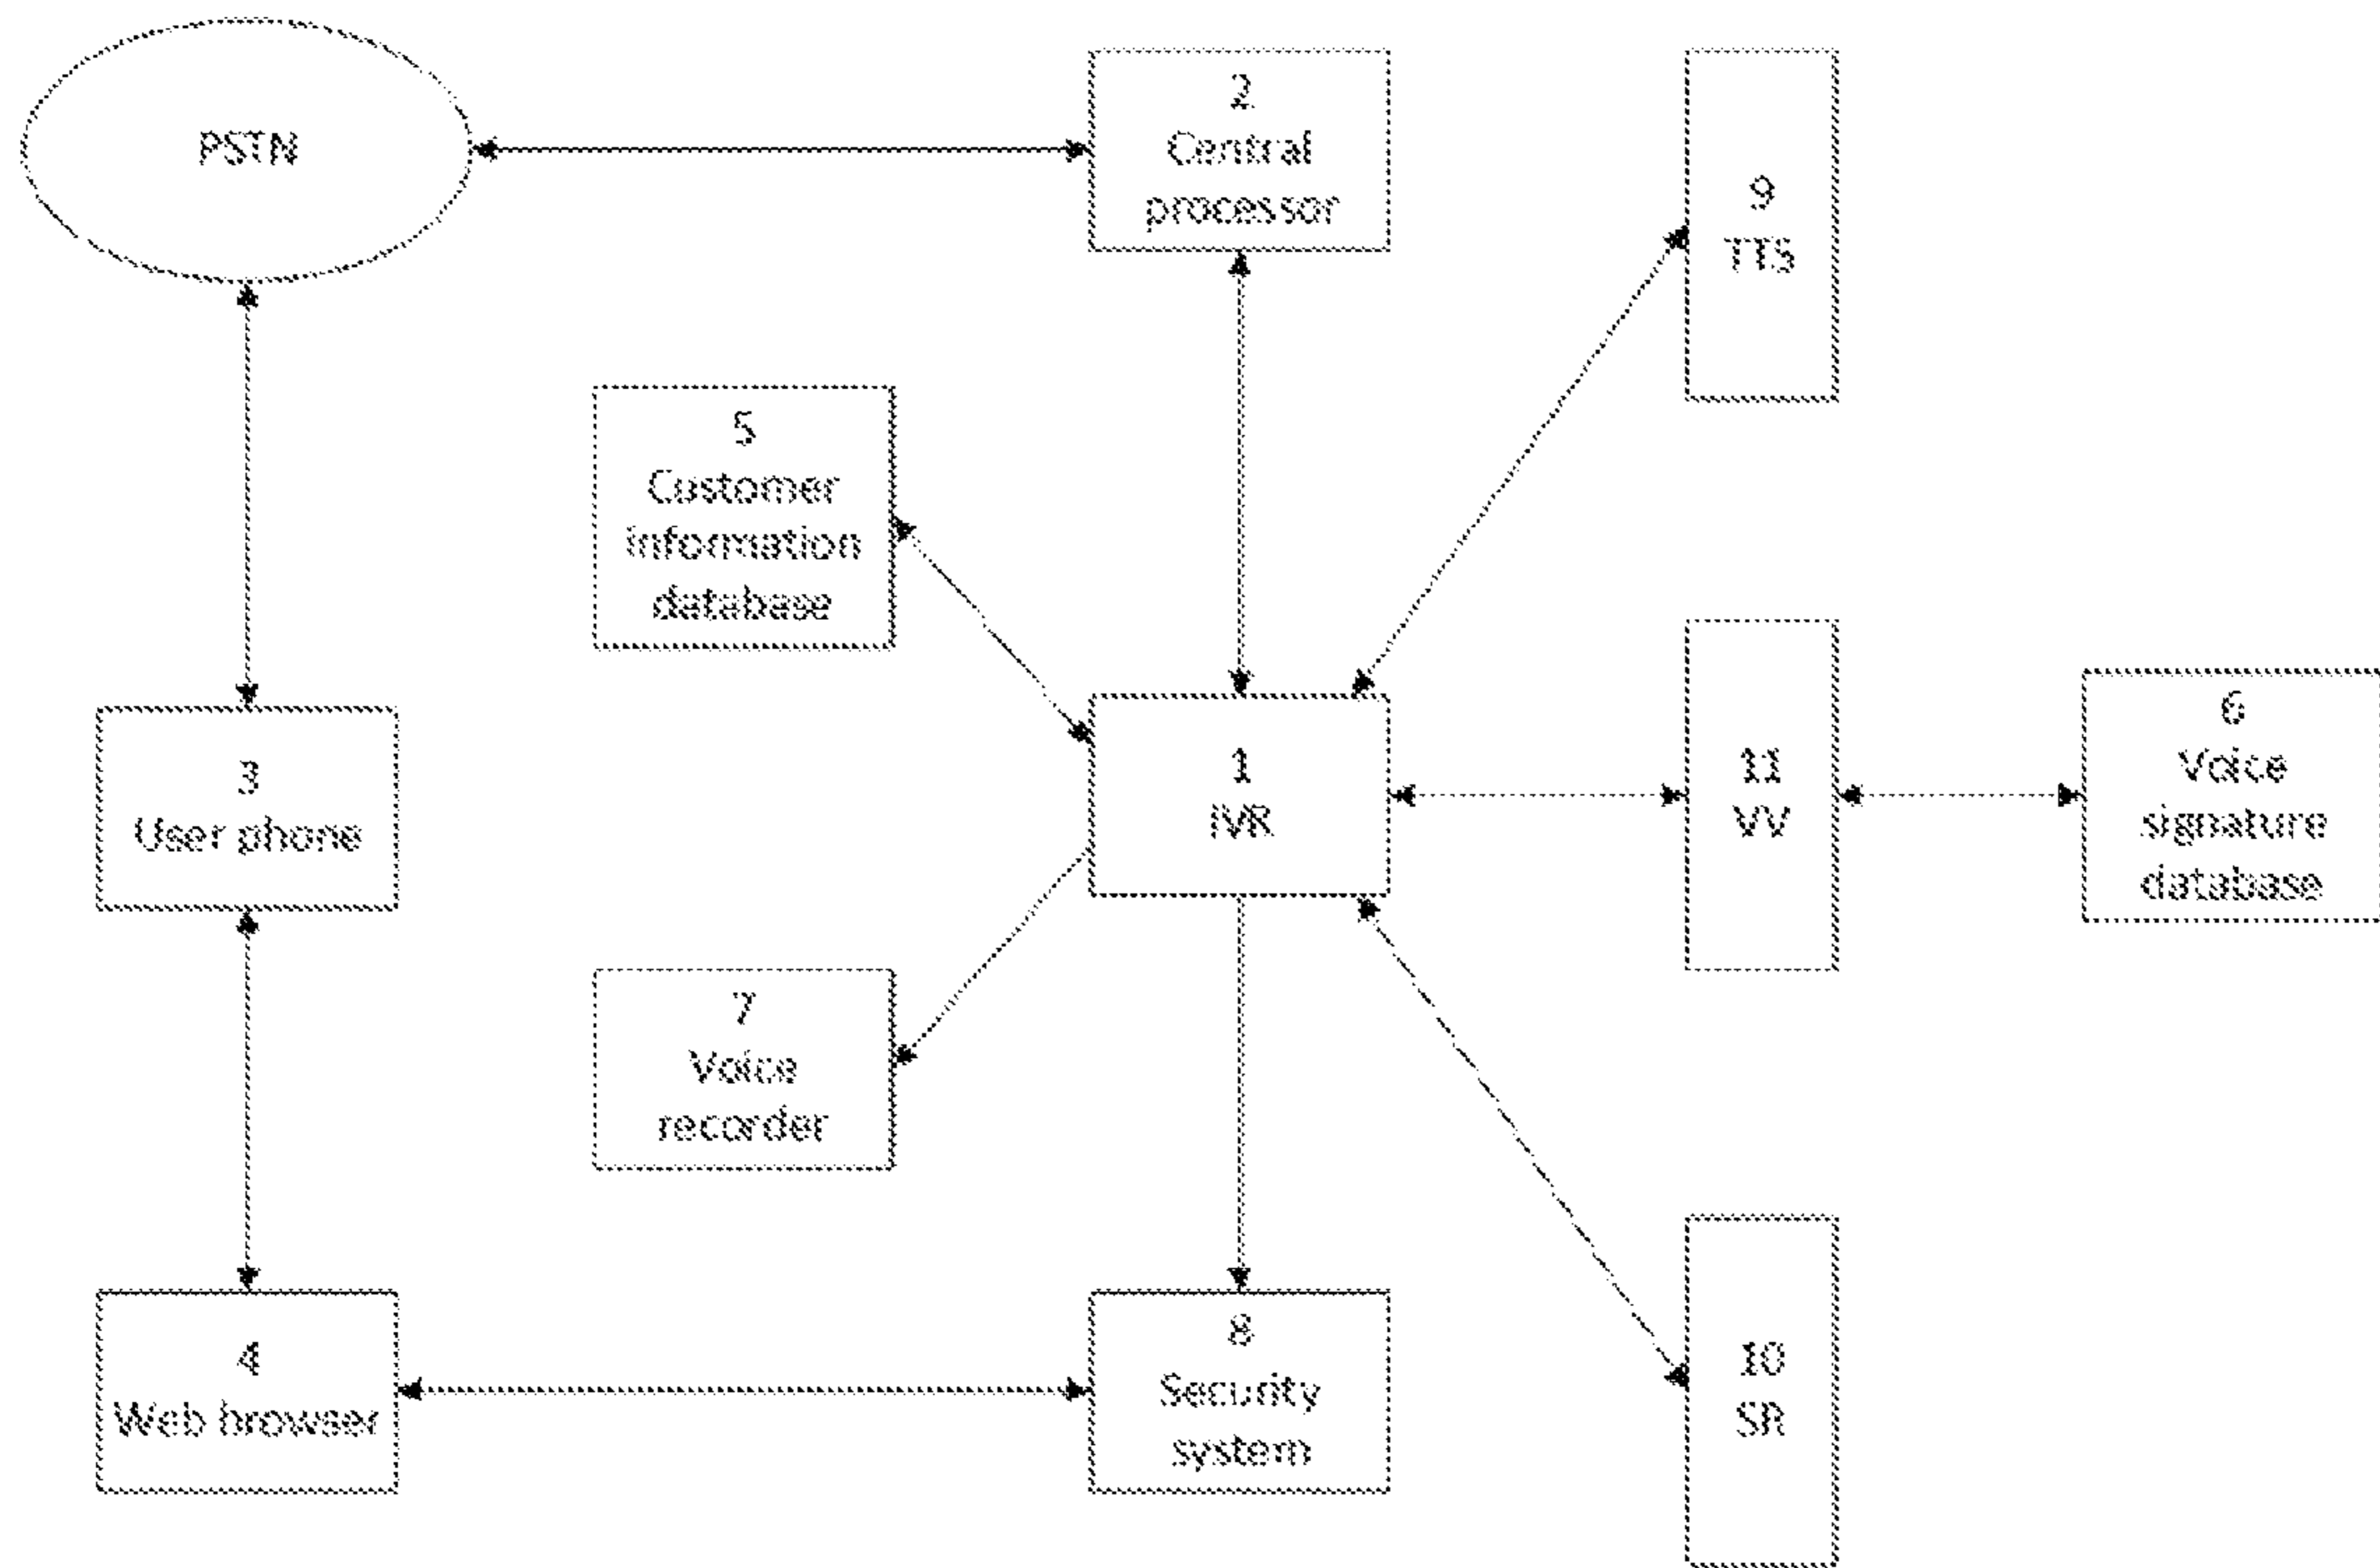 PSTN
2
Central
processor
9
TTS
5
Customer
information
database
3
User phone
1
IVR
11
VV
6
Voice
signature
database
7
Voice
recorder
4
Web browser
8
Security
system
10
SR